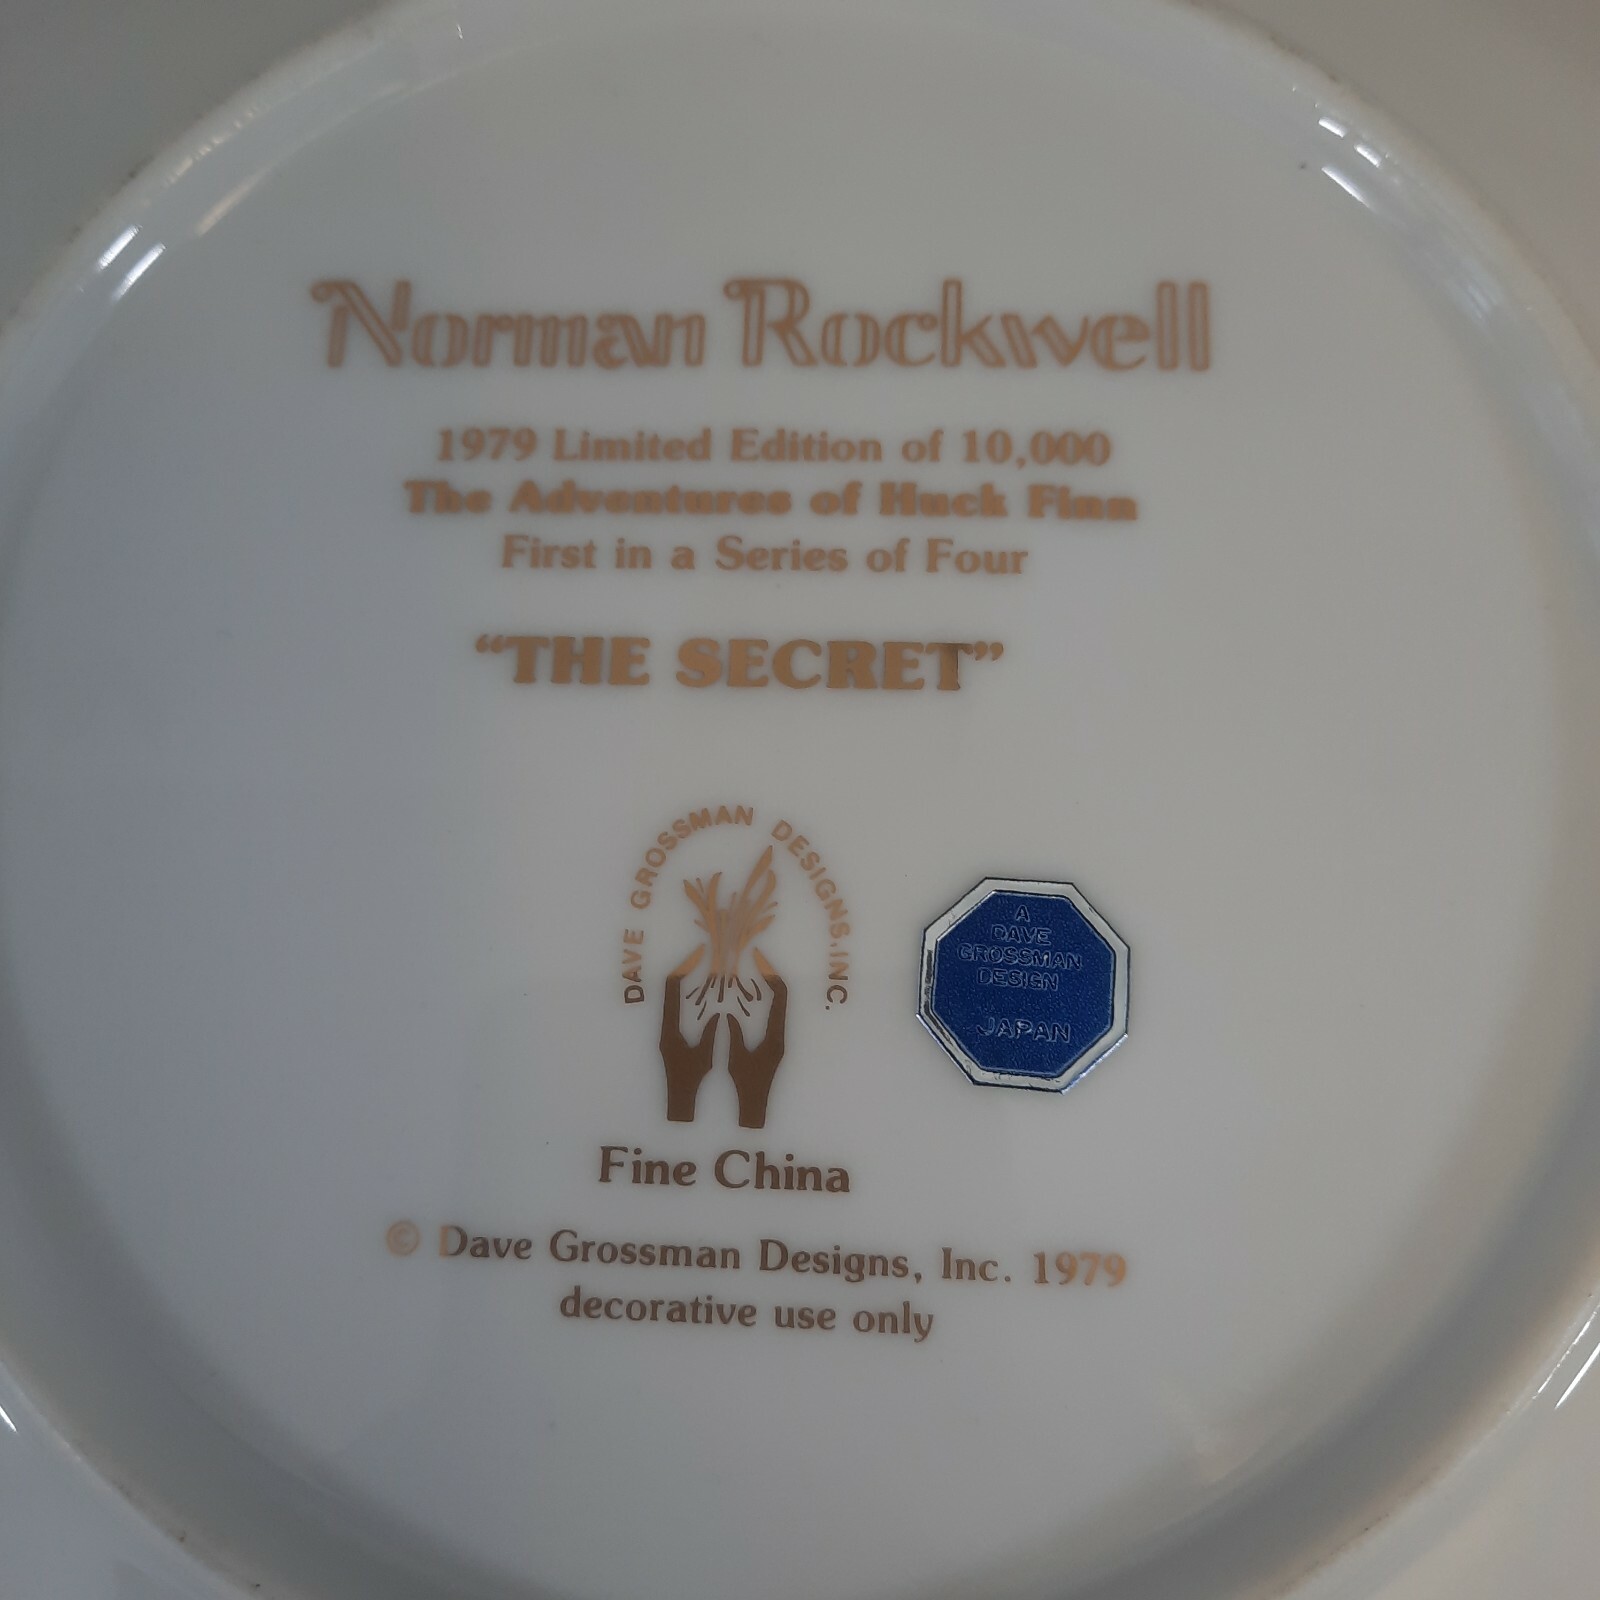 Norman Rockwell
1979 Limited Edition of 10,000
The Adventures of Huck Finn
First in a Series of Four
“THE SECRET”
DAVE GROSSMAN DESIGNS, INC.
A
DAVE
GROSSMAN
DESIGN
JAPAN
Fine China
© Dave Grossman Designs, Inc. 1979
decorative use only